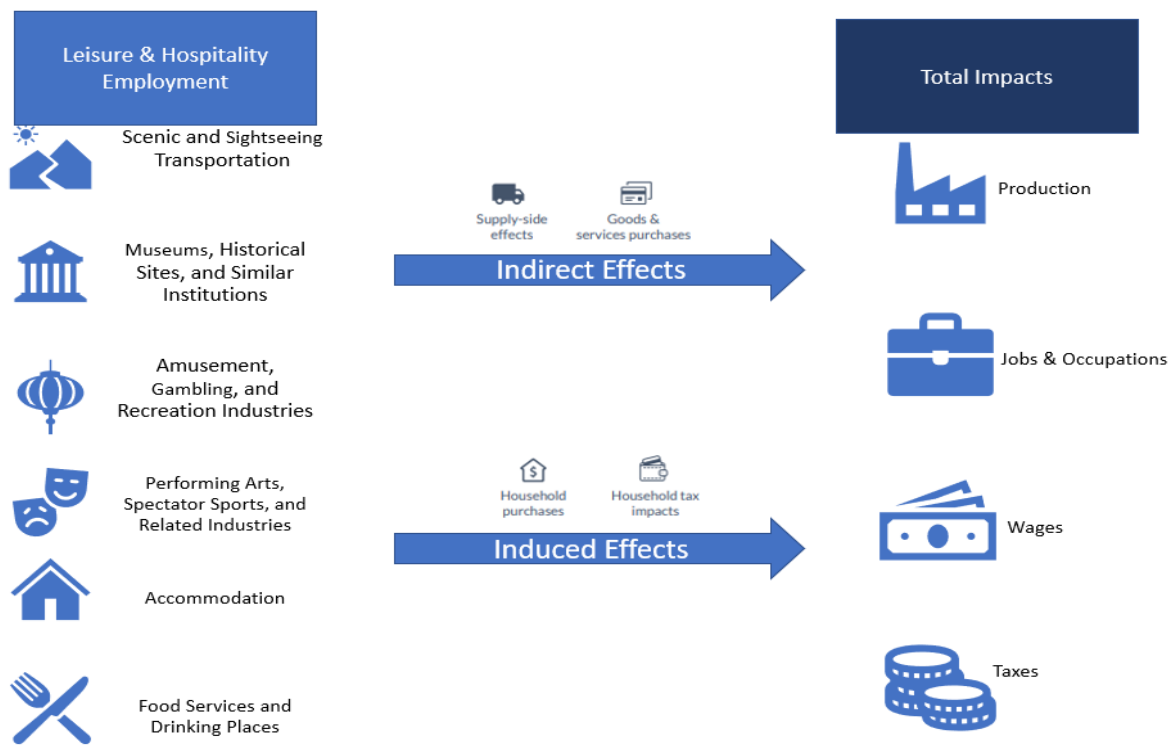 Leisure & Hospitality
Employment
Scenic and Sightseeing
Transportation
Museums, Historical
Sites, and Similar
Institutions
Amusement,
Gambling, and
Recreation Industries
Performing Arts,
Spectator Sports, and
Related Industries
Accommodation
Food Services and
Drinking Places
Supply-side
effects
Goods &
services purchases
Indirect Effects
Household
purchases
Household tax
impacts
Induced Effects
Total Impacts
Production
Jobs & Occupations
Wages
Taxes